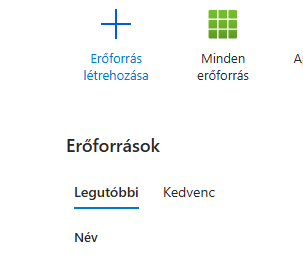 Erőforrás
létrehozása
Minden
erőforrás
Erőforrások
Legutóbbi Kedvenc
Név